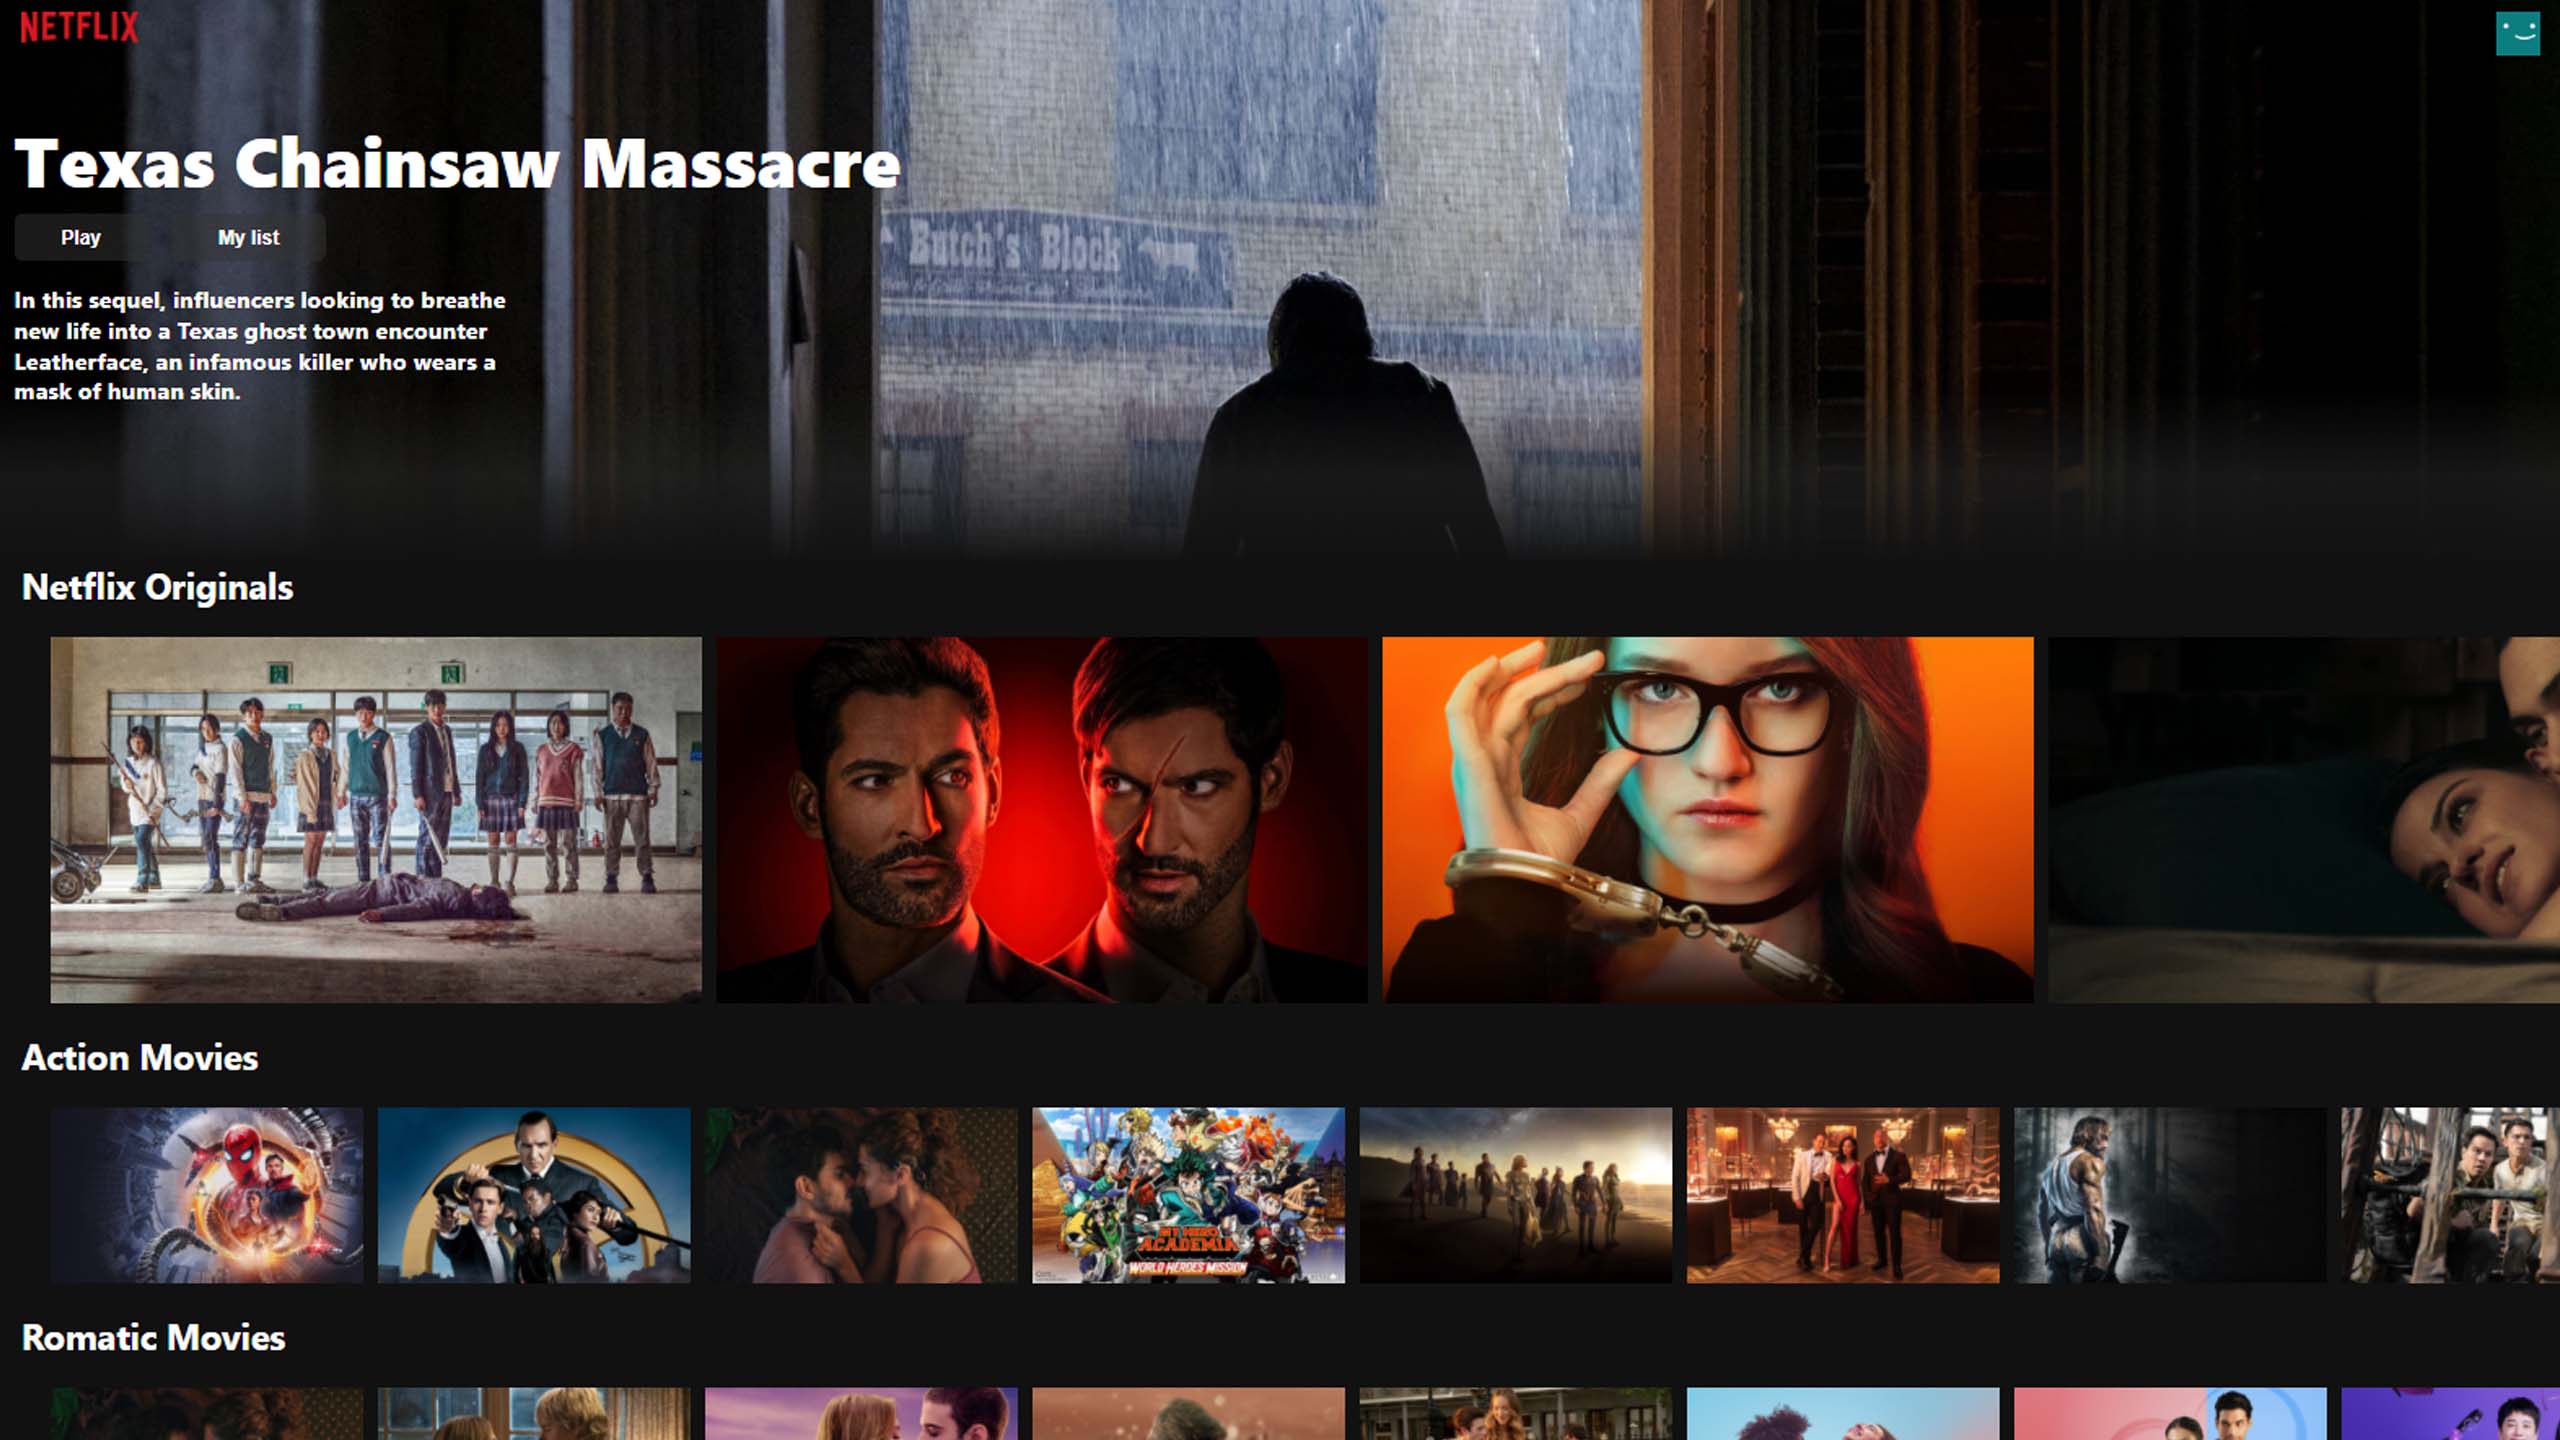 NETFLIX
Texas Chainsaw Massacre
Play
My list
In this sequel, influencers looking to breathe
new life into a Texas ghost town encounter
Leatherface, an infamous killer who wears a
mask of human skin.
Butch's Block
Netflix Originals
Action Movies
MY HERO
ACADEMIA
WORLD HEROES MISSION
Romatic Movies